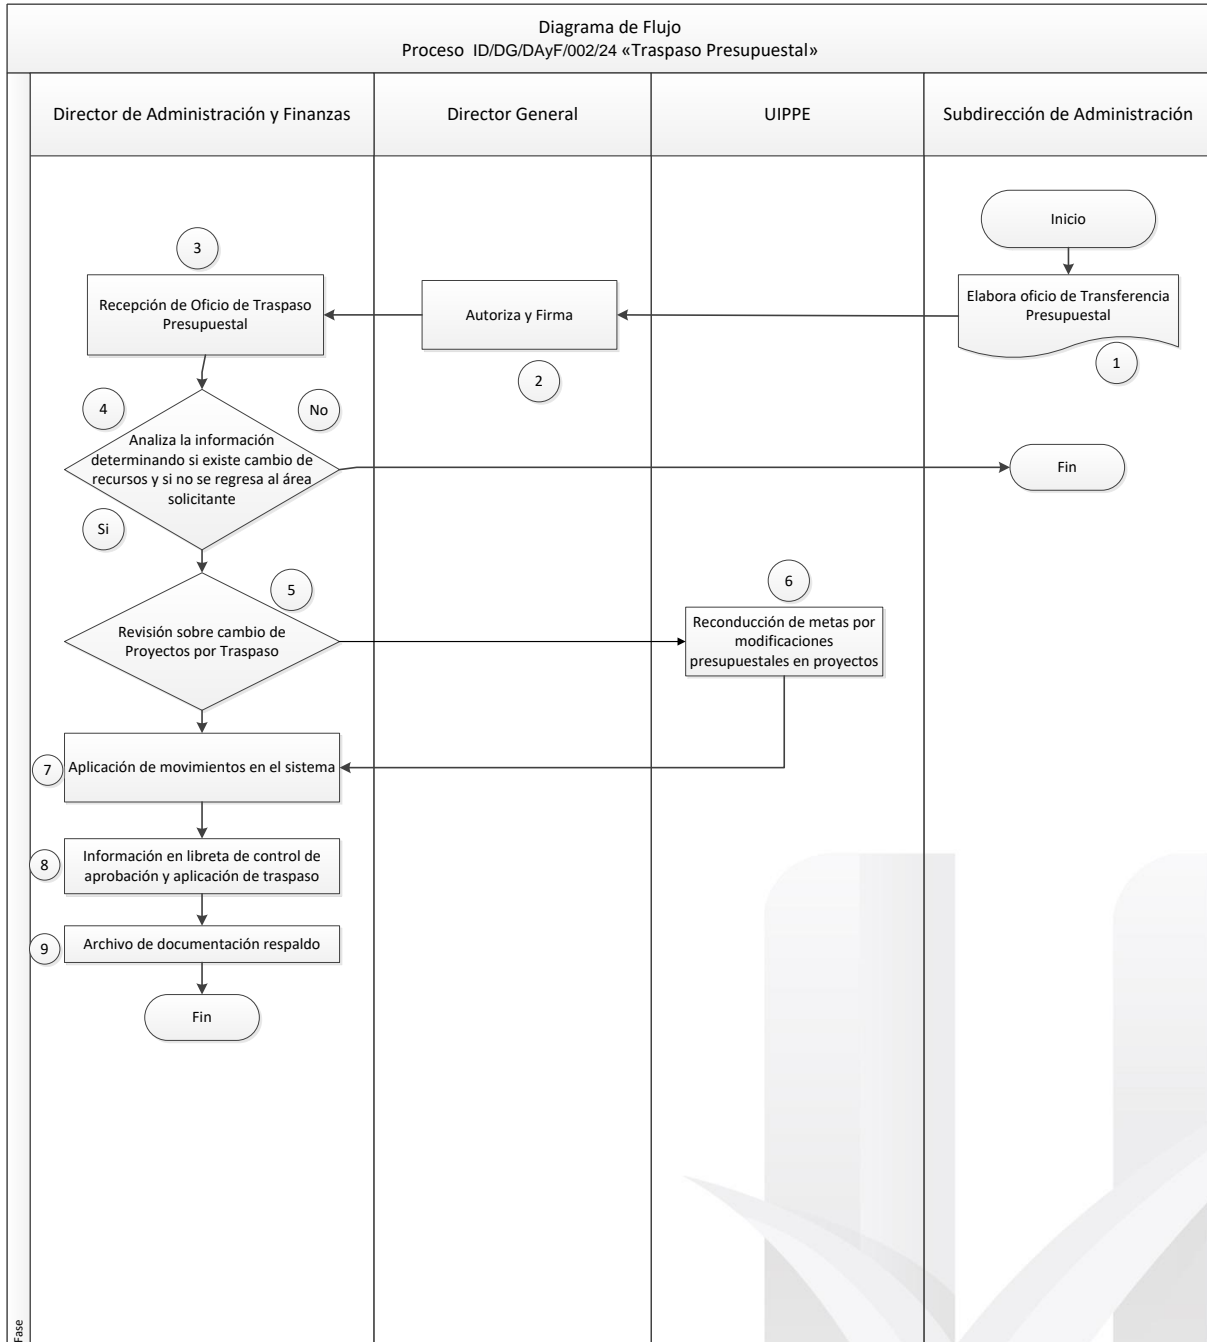 Diagrama de Flujo
Proceso ID/DG/DAyF/002/24 «Traspaso Presupuestal»
Director de Administración y Finanzas
Director General
UIPPE
Subdirección de Administración
Inicio
3
Recepción de Oficio de Traspaso
Presupuestal
Autoriza y Firma
2
Elabora oficio de Transferencia
Presupuestal
1
4
No
Analiza la información
determinando si existe cambio de
recursos y si no se regresa al área
solicitante
Si
Fin
5
Revisión sobre cambio de
Proyectos por Traspaso
6
Reconducción de metas por
modificaciones
presupuestales en proyectos
7
Aplicación de movimientos en el sistema
8
Información en libreta de control de
aprobación y aplicación de traspaso
9
Archivo de documentación respaldo
Fin
Fase